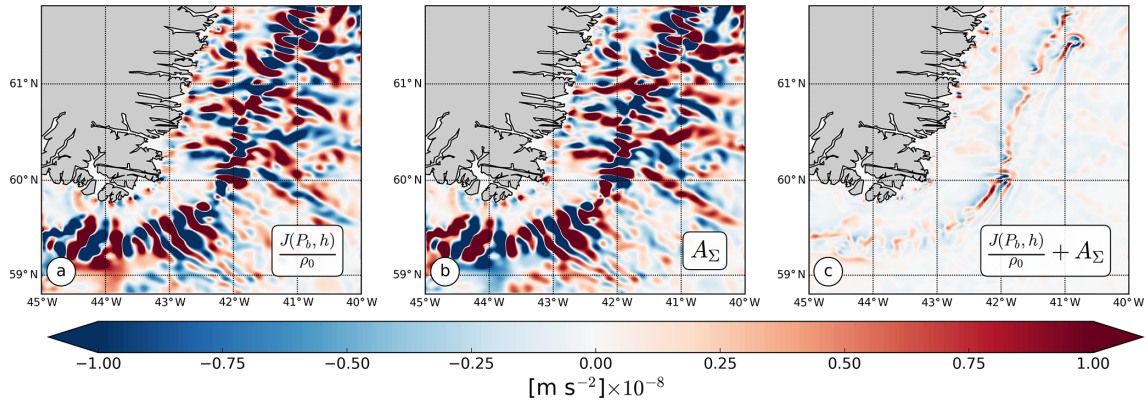 61°N
60°N
59°N
a
J(P_b, h)
ρ_0
45°W 44°W 43°W 42°W 41°W 40°W
61°N
60°N
59°N
b
A_Σ
45°W 44°W 43°W 42°W 41°W 40°W
61°N
60°N
59°N
c
J(P_b, h)
ρ_0 + A_Σ
45°W 44°W 43°W 42°W 41°W 40°W
−1.00 −0.75 −0.50 −0.25 0.00 0.25 0.50 0.75 1.00
[m s⁻²]×10⁻⁸